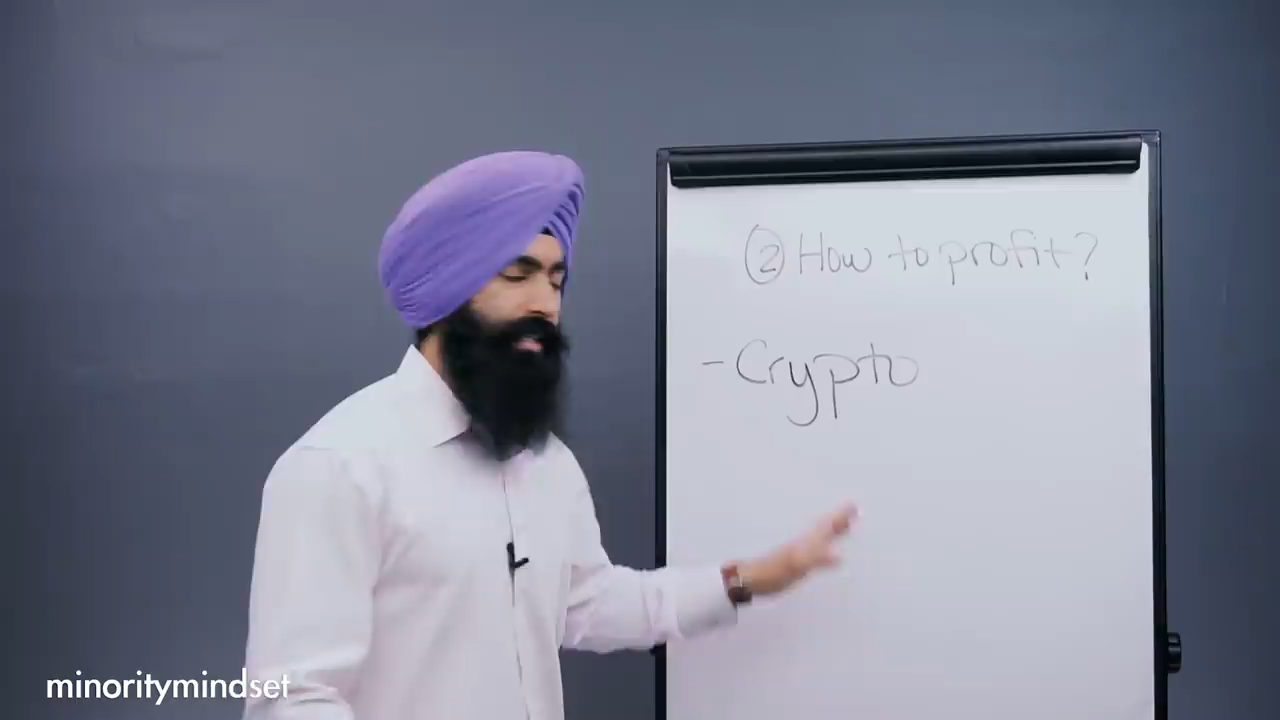 ② How to profit?
- Crypto
minoritymindset